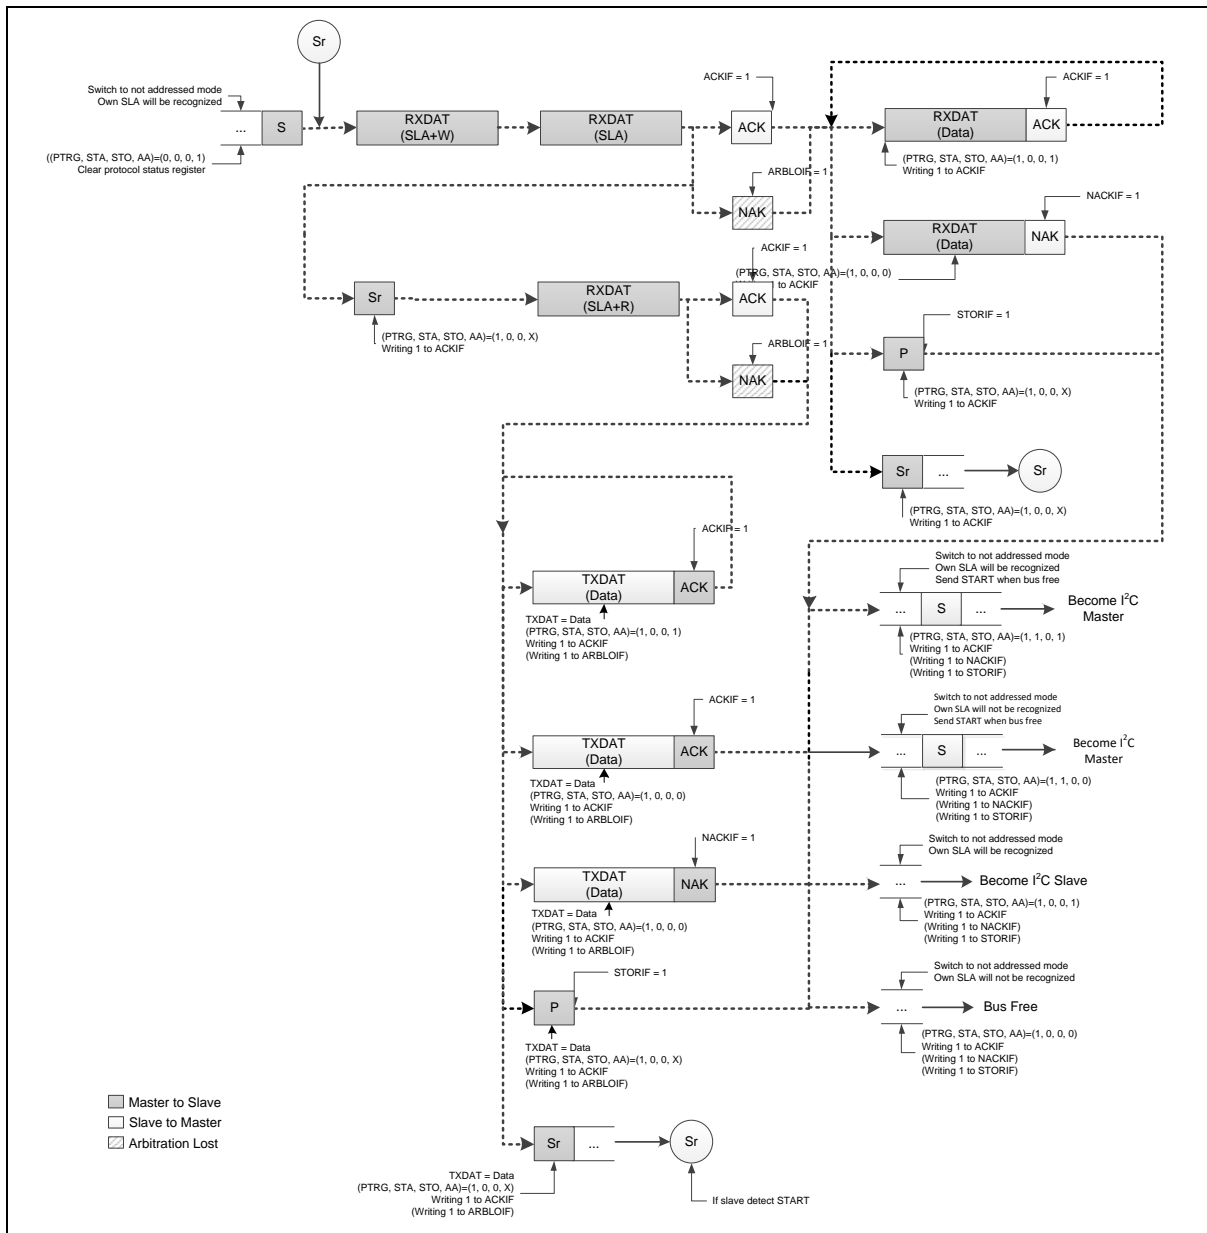 Sr
Switch to not addressed mode
Own SLA will be recognized
...
S
((PTRG, STA, STO, AA)=(0, 0, 0, 1)
Clear protocol status register
RXDAT
(SLA+W)
RXDAT
(SLA)
ACKIF = 1
ACK
ARBLOIF = 1
NAK
ACKIF = 1
RXDAT
(Data)
ACK
(PTRG, STA, STO, AA)=(1, 0, 0, 1)
Writing 1 to ACKIF
NACKIF = 1
RXDAT
(Data)
NAK
(PTRG, STA, STO, AA)=(1, 0, 0, 0)
Writing 1 to ACKIF
Sr
(PTRG, STA, STO, AA)=(1, 0, 0, X)
Writing 1 to ACKIF
RXDAT
(SLA+R)
ACKIF = 1
ACK
ARBLOIF = 1
NAK
STORIF = 1
P
(PTRG, STA, STO, AA)=(1, 0, 0, X)
Writing 1 to ACKIF
Sr
...
Sr
(PTRG, STA, STO, AA)=(1, 0, 0, X)
Writing 1 to ACKIF
ACKIF = 1
TXDAT
(Data)
ACK
TXDAT = Data
(PTRG, STA, STO, AA)=(1, 0, 0, 1)
Writing 1 to ACKIF
(Writing 1 to ARBLOIF)
Switch to not addressed mode
Own SLA will be recognized
Send START when bus free
...
S
...
Become I²C
Master
(PTRG, STA, STO, AA)=(1, 1, 0, 1)
Writing 1 to ACKIF
(Writing 1 to NACKIF)
(Writing 1 to STORIF)
ACKIF = 1
TXDAT
(Data)
ACK
TXDAT = Data
(PTRG, STA, STO, AA)=(1, 0, 0, 0)
Writing 1 to ACKIF
(Writing 1 to ARBLOIF)
Switch to not addressed mode
Own SLA will not be recognized
Send START when bus free
...
S
...
Become I²C
Master
(PTRG, STA, STO, AA)=(1, 1, 0, 0)
Writing 1 to ACKIF
(Writing 1 to NACKIF)
(Writing 1 to STORIF)
NACKIF = 1
TXDAT
(Data)
NAK
TXDAT = Data
(PTRG, STA, STO, AA)=(1, 0, 0, 0)
Writing 1 to ACKIF
(Writing 1 to ARBLOIF)
Switch to not addressed mode
Own SLA will be recognized
...
Become I²C Slave
(PTRG, STA, STO, AA)=(1, 0, 0, 1)
Writing 1 to ACKIF
(Writing 1 to NACKIF)
(Writing 1 to STORIF)
STORIF = 1
P
TXDAT = Data
(PTRG, STA, STO, AA)=(1, 0, 0, X)
Writing 1 to ACKIF
(Writing 1 to ARBLOIF)
Switch to not addressed mode
Own SLA will not be recognized
...
Bus Free
(PTRG, STA, STO, AA)=(1, 0, 0, 0)
Writing 1 to ACKIF
(Writing 1 to NACKIF)
(Writing 1 to STORIF)
Master to Slave
Slave to Master
Arbitration Lost
Sr
...
Sr
TXDAT = Data
(PTRG, STA, STO, AA)=(1, 0, 0, X)
Writing 1 to ACKIF
(Writing 1 to ARBLOIF)
If slave detect START